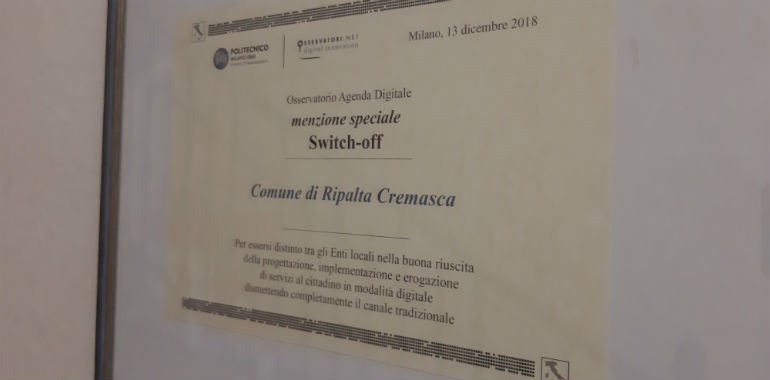 POLITECNICO
MILANO 1863
OSSERVATORI.NET
digital innovation
Milano, 13 dicembre 2018
Osservatorio Agenda Digitale
menzione speciale
Switch-off
Comune di Ripalta Cremasca
Per essersi distinto tra gli Enti locali nella buona riuscita
della progettazione, implementazione e erogazione
di servizi al cittadino in modalità digitale
dismettendo completamente il canale tradizionale